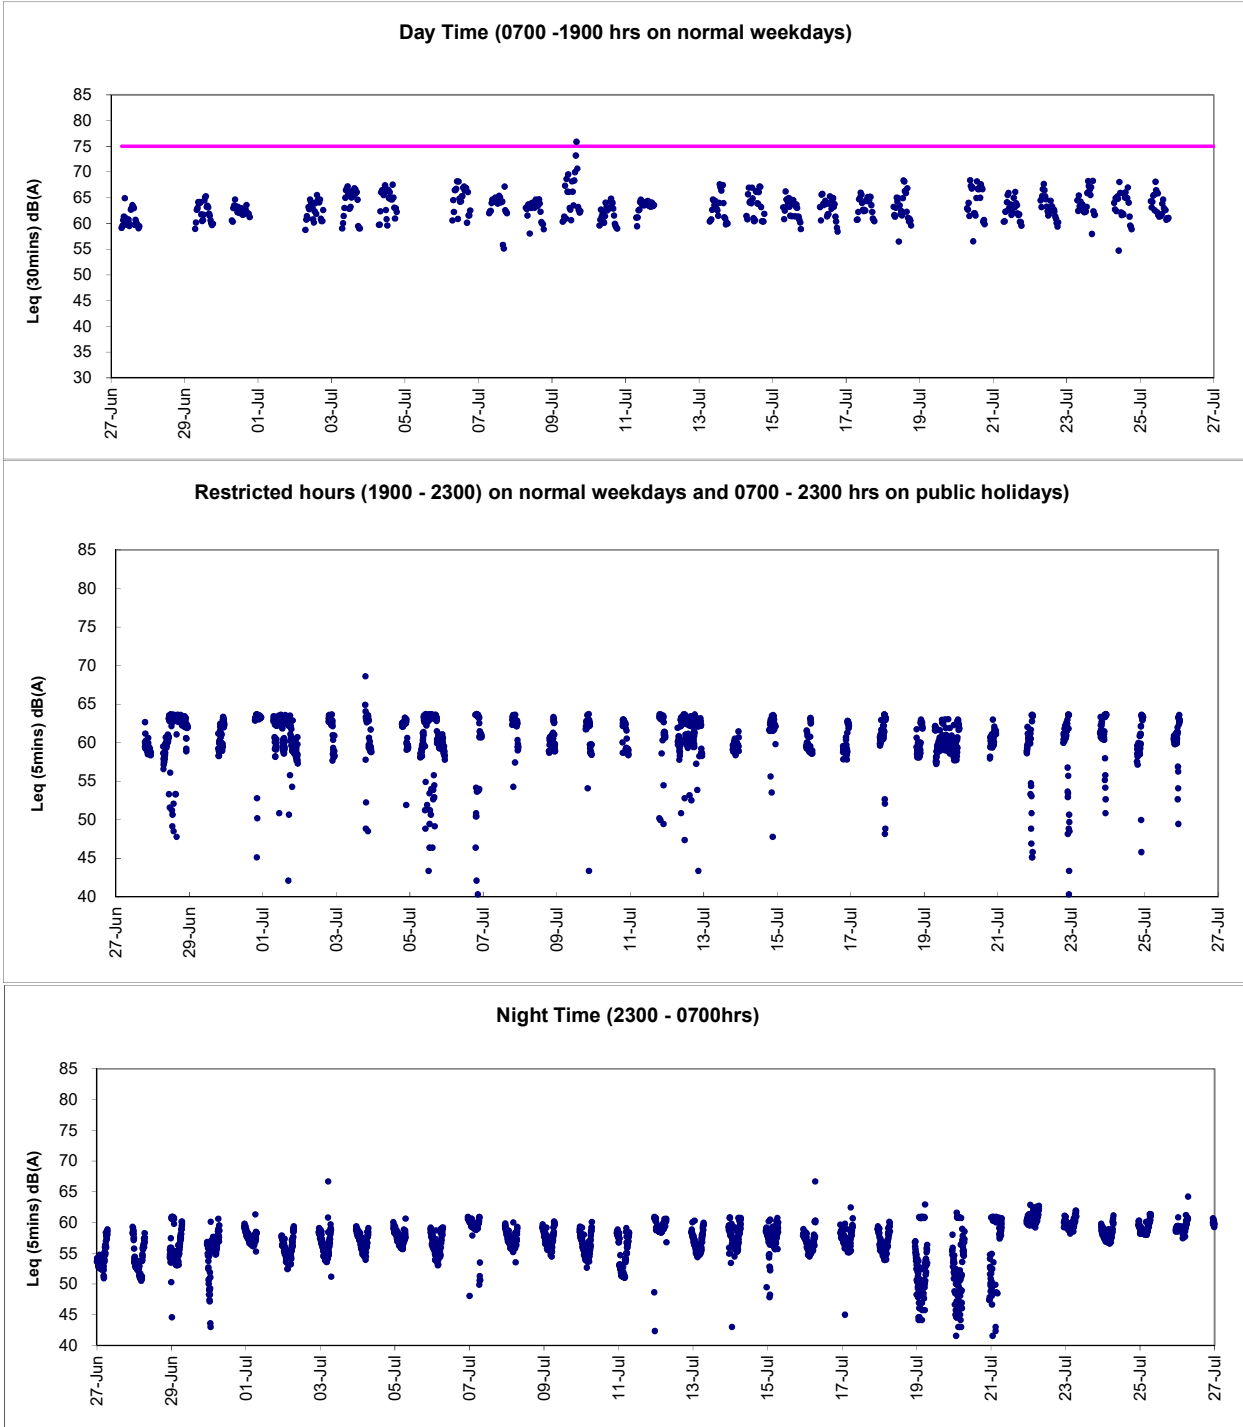 Day Time (0700 -1900 hrs on normal weekdays)
Leq (30mins) dB(A)
85
80
75
70
65
60
55
50
45
40
35
30
27-Jun
29-Jun
01-Jul
03-Jul
05-Jul
07-Jul
09-Jul
11-Jul
13-Jul
15-Jul
17-Jul
19-Jul
21-Jul
23-Jul
25-Jul
27-Jul
Restricted hours (1900 - 2300) on normal weekdays and 0700 - 2300 hrs on public holidays)
Leq (5mins) dB(A)
85
80
75
70
65
60
55
50
45
40
27-Jun
29-Jun
01-Jul
03-Jul
05-Jul
07-Jul
09-Jul
11-Jul
13-Jul
15-Jul
17-Jul
19-Jul
21-Jul
23-Jul
25-Jul
27-Jul
Night Time (2300 - 0700hrs)
Leq (5mins) dB(A)
85
80
75
70
65
60
55
50
45
40
27-Jun
29-Jun
01-Jul
03-Jul
05-Jul
07-Jul
09-Jul
11-Jul
13-Jul
15-Jul
17-Jul
19-Jul
21-Jul
23-Jul
25-Jul
27-Jul